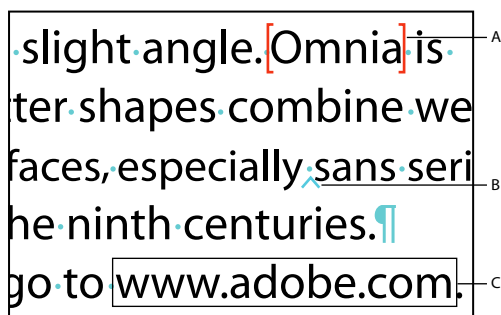 slight angle. [Omnia] is
A
tter shapes combine we
faces, especially sans seri
B
he ninth centuries.¶
go to www.adobe.com.
C